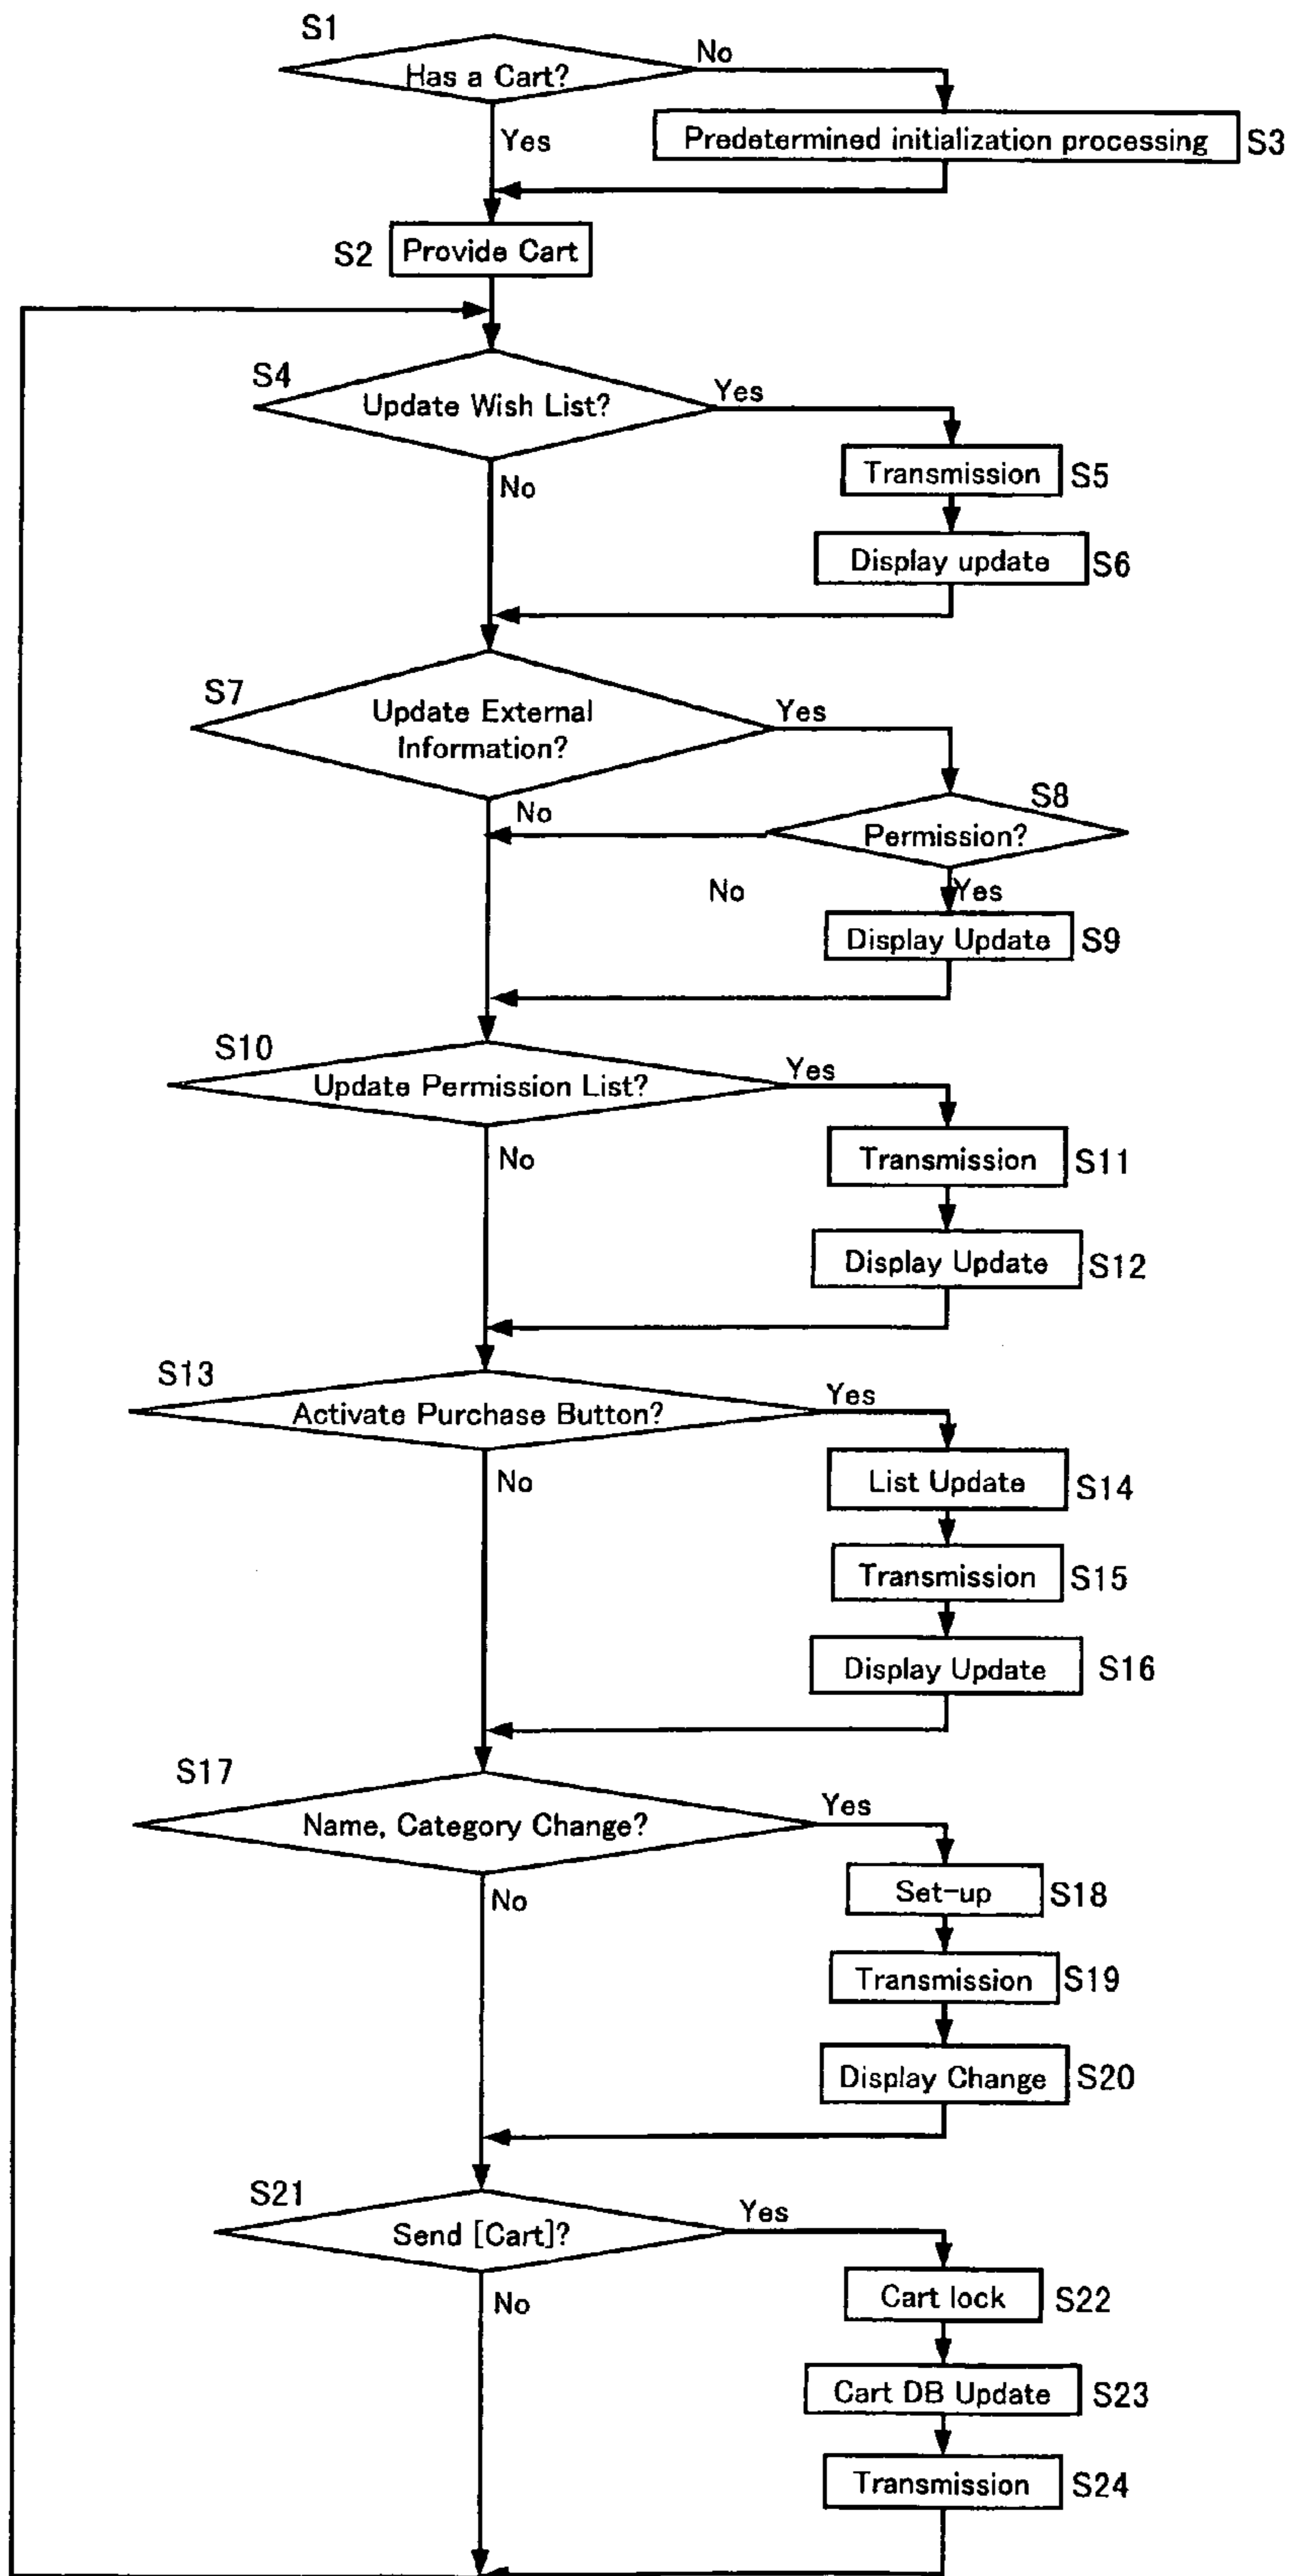 S1
No
Has a Cart?
Yes
Predetermined initialization processing
S3
S2
Provide Cart
S4
Yes
Update Wish List?
Transmission
S5
No
Display update
S6
S7
Yes
Update External
Information?
S8
No
Permission?
No
Yes
Display Update
S9
S10
Yes
Update Permission List?
No
Transmission
S11
Display Update
S12
S13
Yes
Activate Purchase Button?
No
List Update
S14
Transmission
S15
Display Update
S16
S17
Yes
Name, Category Change?
Set-up
S18
No
Transmission
S19
Display Change
S20
S21
Yes
Send [Cart]?
Cart lock
S22
No
Cart DB Update
S23
Transmission
S24